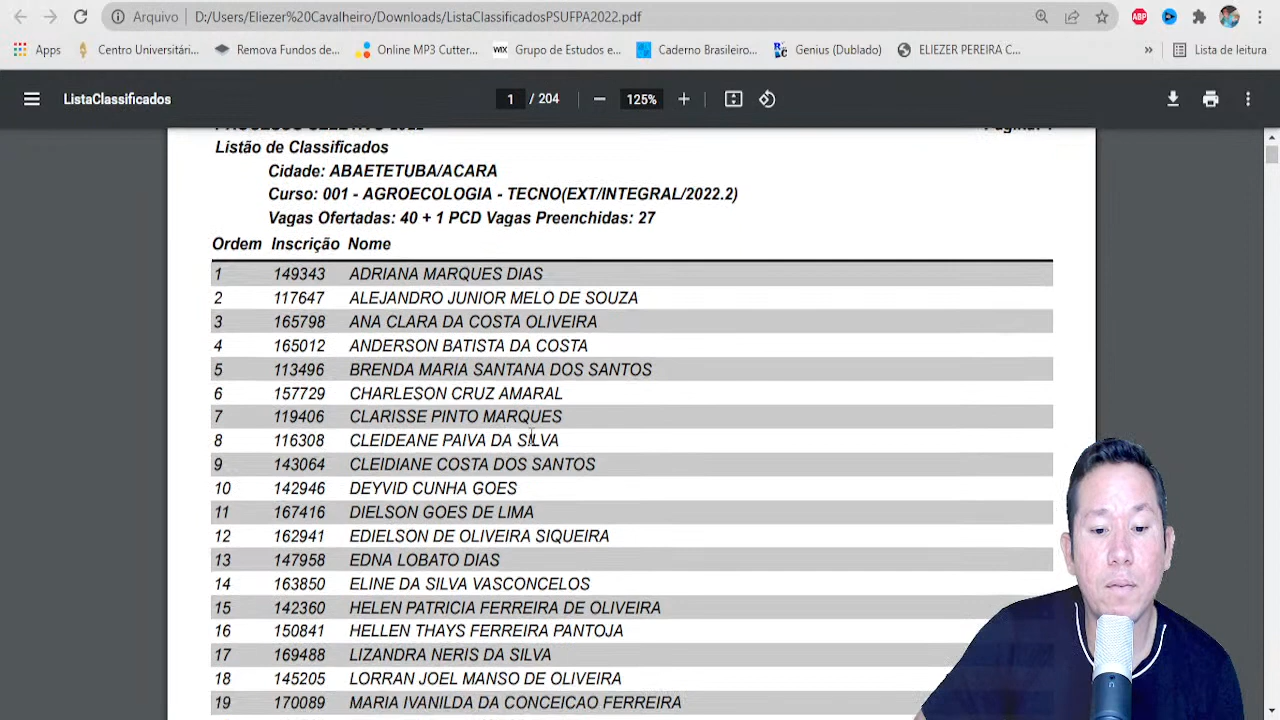 Arquivo D:/Users/Eliezer%20Cavalheiro/Downloads/ListaClassificadosPSUFPA2022.pdf ABP
Apps Centro Universitári... Remova Fundos de... Online MP3 Cutter... WIX Grupo de Estudos e... Caderno Brasileiro... Genius (Dublado) ELIEZER PEREIRA C... » Lista de leitura
ListaClassificados 1 / 204 — 125% +
Listão de Classificados
Cidade: ABAETETUBA/ACARA
Curso: 001 - AGROECOLOGIA - TECNO(EXT/INTEGRAL/2022.2)
Vagas Ofertadas: 40 + 1 PCD Vagas Preenchidas: 27
Ordem Inscrição Nome
1 149343 ADRIANA MARQUES DIAS
2 117647 ALEJANDRO JUNIOR MELO DE SOUZA
3 165798 ANA CLARA DA COSTA OLIVEIRA
4 165012 ANDERSON BATISTA DA COSTA
5 113496 BRENDA MARIA SANTANA DOS SANTOS
6 157729 CHARLESON CRUZ AMARAL
7 119406 CLARISSE PINTO MARQUES
8 116308 CLEIDEANE PAIVA DA SILVA
9 143064 CLEIDIANE COSTA DOS SANTOS
10 142946 DEYVID CUNHA GOES
11 167416 DIELSON GOES DE LIMA
12 162941 EDIELSON DE OLIVEIRA SIQUEIRA
13 147958 EDNA LOBATO DIAS
14 163850 ELINE DA SILVA VASCONCELOS
15 142360 HELEN PATRICIA FERREIRA DE OLIVEIRA
16 150841 HELLEN THAYS FERREIRA PANTOJA
17 169488 LIZANDRA NERIS DA SILVA
18 145205 LORRAN JOEL MANSO DE OLIVEIRA
19 170089 MARIA IVANILDA DA CONCEICAO FERREIRA